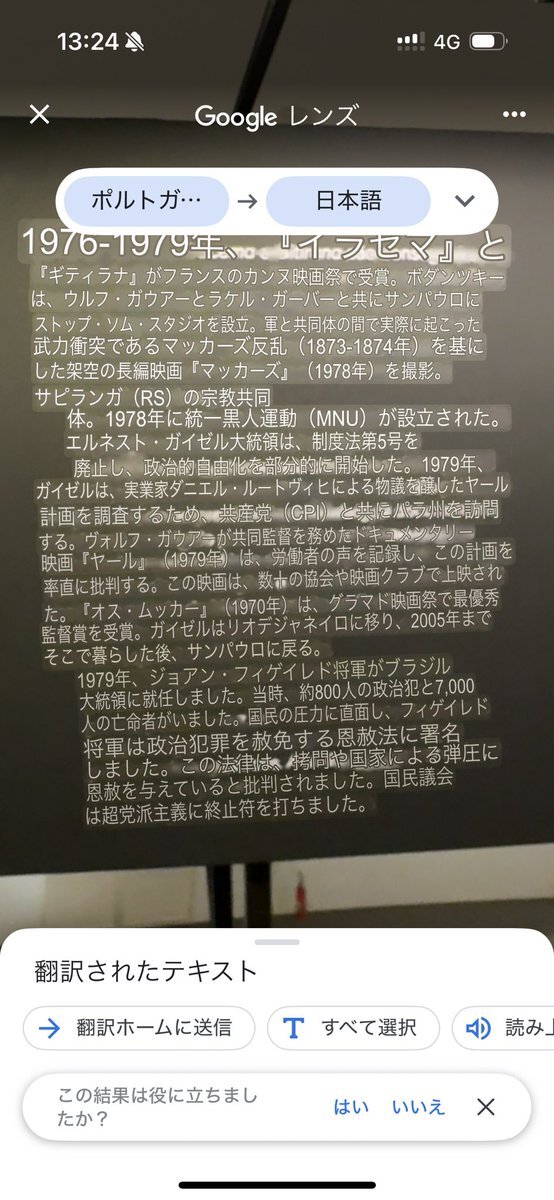 13:24
4G
Google レンズ
ポルトガ… → 日本語
1976-1979年、『イラセマ』と
『ギティラナ』がフランスのカンヌ映画祭で受賞。ボダンツキー
は、ウルフ・ガウアーとラケル・ガーバーと共にサンパウロに
ストップ・ソム・スタジオを設立。軍と共同体の間で実際に起こった
武力衝突であるマッカーズ反乱（1873-1874年）を基に
した架空の長編映画『マッカーズ』（1978年）を撮影。
サピランガ（RS）の宗教共同
体。1978年に統一黒人運動（MNU）が設立された。
エルネスト・ガイゼル大統領は、制度法第5号を
廃止し、政治的自由化を部分的に開始した。1979年、
ガイゼルは、実業家ダニエル・ルートヴィヒによる物議を醸したヤール
計画を調査するため、共産党（CPI）と共にパラ州を訪問
する。ヴォルフ・ガウアーが共同監督を務めたドキュメンタリー
映画『ヤール』（1979年）は、労働者の声を記録し、この計画を
率直に批判する。この映画は、数十の協会や映画クラブで上映され
た。『オス・ムッカー』（1970年）は、グラマド映画祭で最優秀
監督賞を受賞。ガイゼルはリオデジャネイロに移り、2005年まで
そこで暮らした後、サンパウロに戻る。
1979年、ジョアン・フィゲイレド将軍がブラジル
大統領に就任しました。当時、約800人の政治犯と7,000
人の亡命者がいました。国民の圧力に直面し、フィゲイレド
将軍は政治犯罪を赦免する恩赦法に署名
しました。この法律は、拷問や国家による弾圧に
恩赦を与えていると批判されました。国民議会
は超党派主義に終止符を打ちました。
翻訳されたテキスト
翻訳ホームに送信
すべて選択
読み上
この結果は役に立ちまし
たか？
はい
いいえ